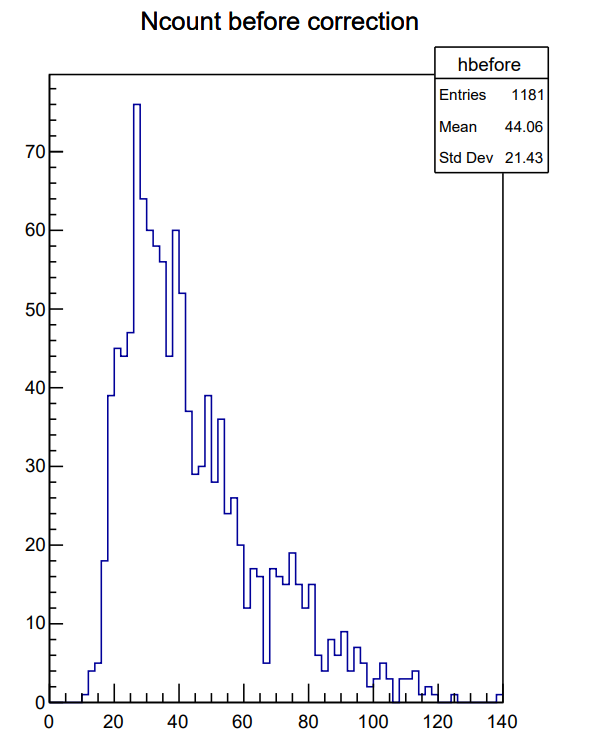 Ncount before correction
hbefore
Entries 1181
Mean 44.06
Std Dev 21.43
70
60
50
40
30
20
10
0
0 20 40 60 80 100 120 140